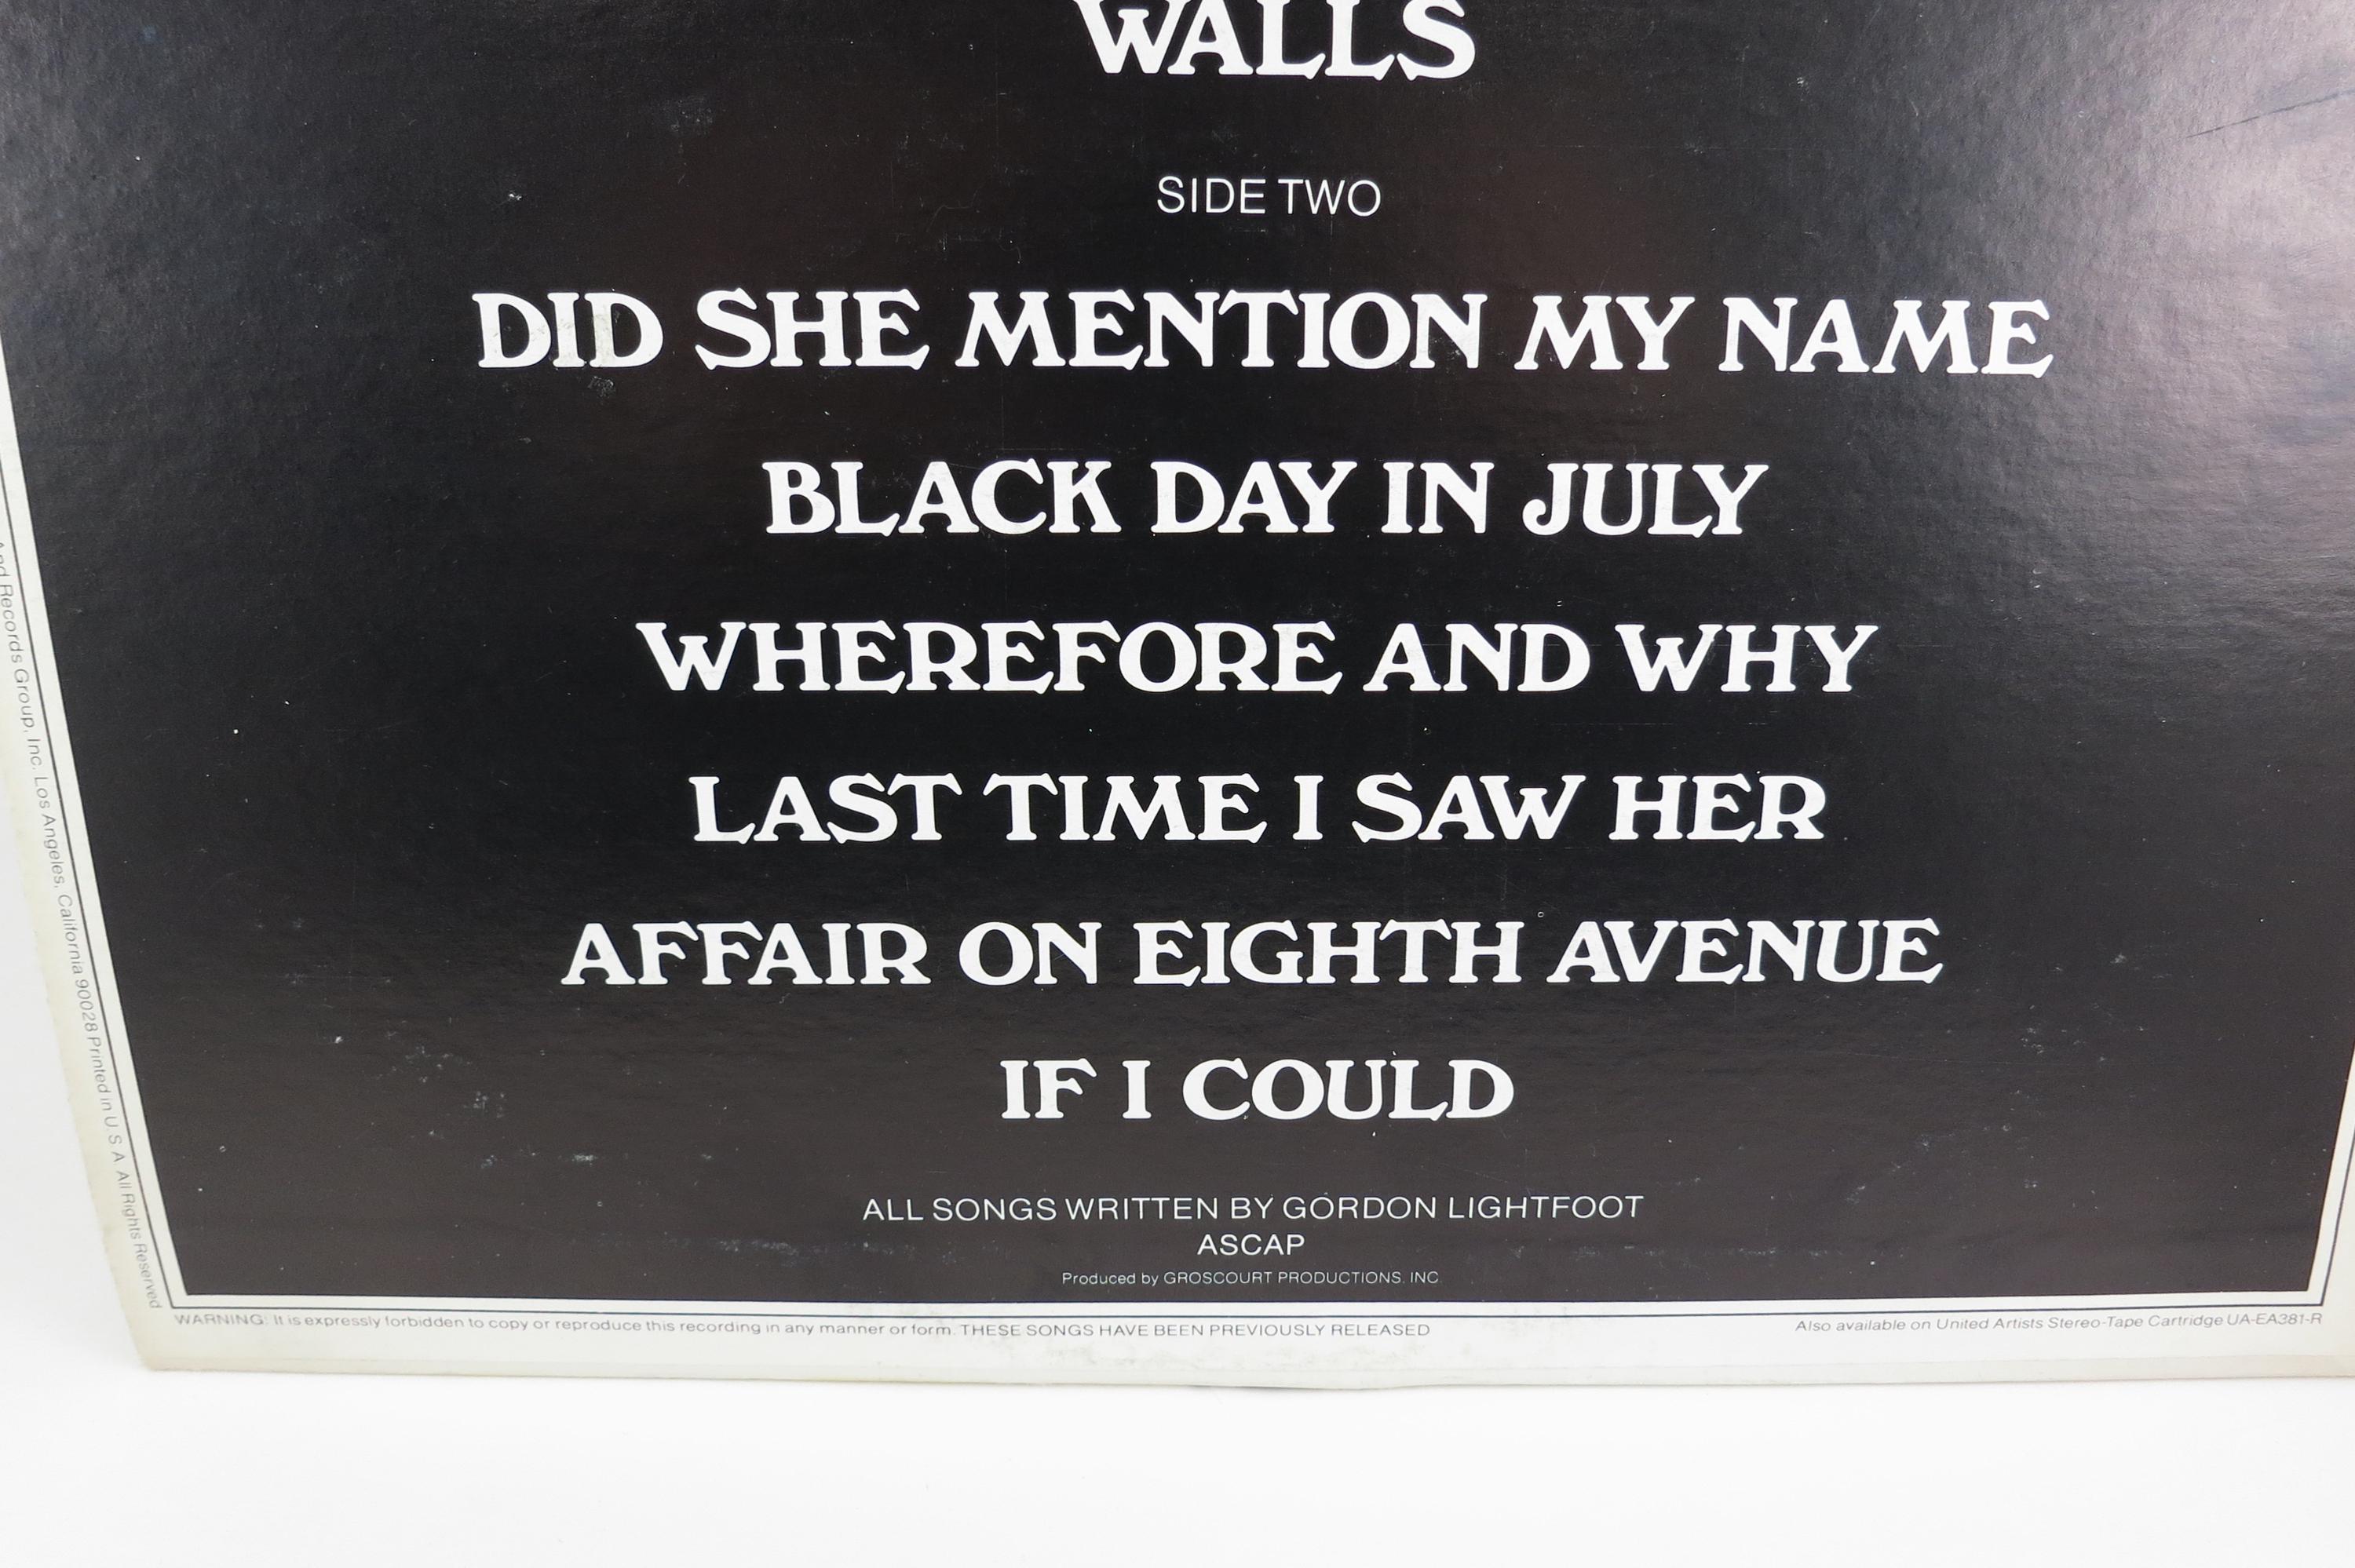 WALLS
SIDE TWO
DID SHE MENTION MY NAME
BLACK DAY IN JULY
WHEREFORE AND WHY
LAST TIME I SAW HER
AFFAIR ON EIGHTH AVENUE
IF I COULD
ALL SONGS WRITTEN BY GORDON LIGHTFOOT
ASCAP
Produced by GROSCOURT PRODUCTIONS, INC.
Records Group, Inc. Los Angeles, California 90028 Printed in U.S.A. All Rights Reserved
WARNING: It is expressly forbidden to copy or reproduce this recording in any manner or form. THESE SONGS HAVE BEEN PREVIOUSLY RELEASED
Also available on United Artists Stereo-Tape Cartridge UA-EA381-R